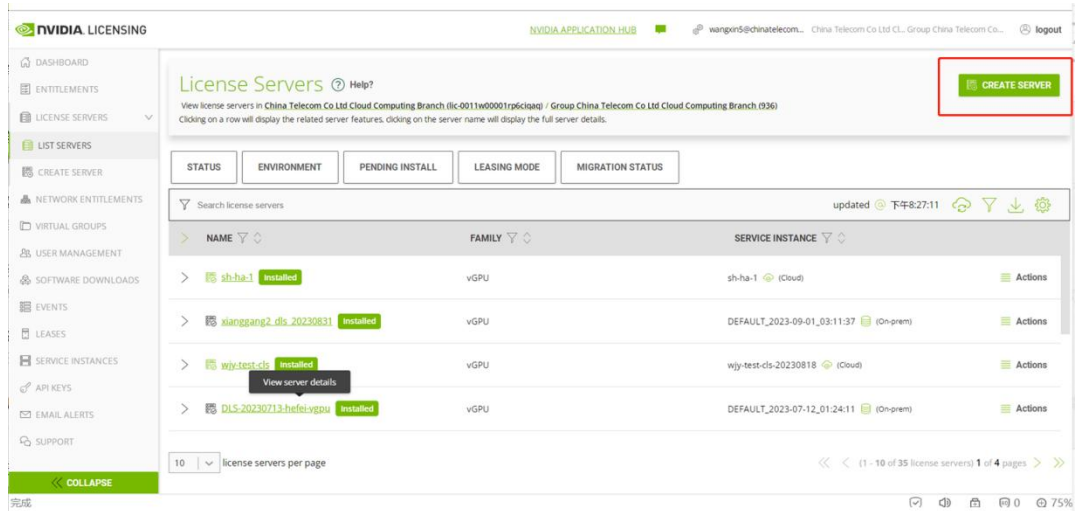 NVIDIA. LICENSING
NVIDIA APPLICATION HUB
wangxin5@chinatelecom... China Telecom Co Ltd Cl... Group China Telecom Co...
logout
DASHBOARD
ENTITLEMENTS
LICENSE SERVERS
LIST SERVERS
CREATE SERVER
NETWORK ENTITLEMENTS
VIRTUAL GROUPS
USER MANAGEMENT
SOFTWARE DOWNLOADS
EVENTS
LEASES
SERVICE INSTANCES
API KEYS
EMAIL ALERTS
SUPPORT
COLLAPSE
License Servers ? Help?
CREATE SERVER
View license servers in China Telecom Co Ltd Cloud Computing Branch (lic-0011w00001rp6ciqaq) / Group China Telecom Co Ltd Cloud Computing Branch (936)
Clicking on a row will display the related server features, clicking on the server name will display the full server details.
STATUS ENVIRONMENT PENDING INSTALL LEASING MODE MIGRATION STATUS
Search license servers updated 下午8:27:11
NAME FAMILY SERVICE INSTANCE
sh-ha-1 Installed vGPU sh-ha-1 (Cloud) Actions
xianggang2_dls_20230831 Installed vGPU DEFAULT_2023-09-01_03:11:37 (On-prem) Actions
wjy-test-cls Installed vGPU wjy-test-cls-20230818 (Cloud) Actions
View server details
DLS-20230713-hefei-vgpu Installed vGPU DEFAULT_2023-07-12_01:24:11 (On-prem) Actions
10 license servers per page (1 - 10 of 35 license servers) 1 of 4 pages
完成 0 75%